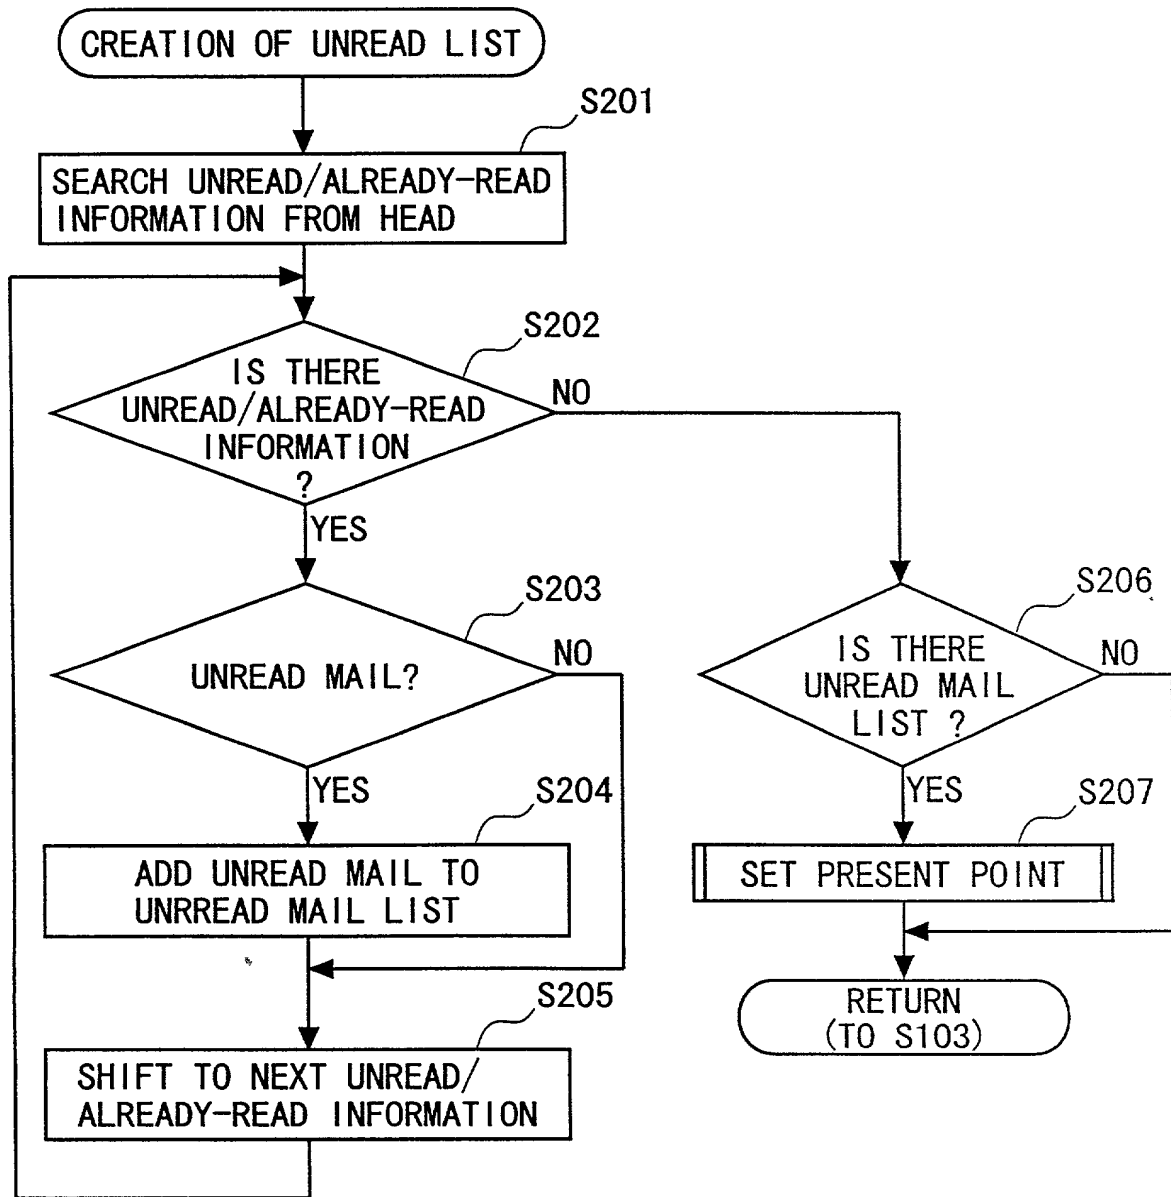 CREATION OF UNREAD LIST
S201
SEARCH UNREAD/ALREADY-READ
INFORMATION FROM HEAD
S202
IS THERE
UNREAD/ALREADY-READ
INFORMATION
?
NO
YES
S203
UNREAD MAIL?
NO
YES
S204
ADD UNREAD MAIL TO
UNRREAD MAIL LIST
S205
SHIFT TO NEXT UNREAD/
ALREADY-READ INFORMATION
S206
IS THERE
UNREAD MAIL
LIST ?
NO
YES
S207
SET PRESENT POINT
RETURN
(TO S103)